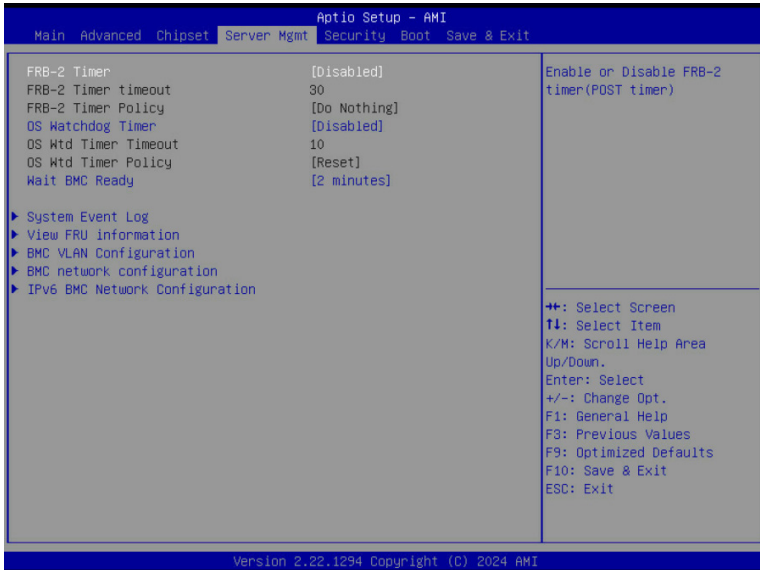 Aptio Setup - AMI
Main Advanced Chipset Server Mgmt Security Boot Save & Exit
FRB-2 Timer [Disabled]
FRB-2 Timer timeout 30
FRB-2 Timer Policy [Do Nothing]
OS Watchdog Timer [Disabled]
OS Wtd Timer Timeout 10
OS Wtd Timer Policy [Reset]
Wait BMC Ready [2 minutes]
System Event Log
View FRU information
BMC VLAN Configuration
BMC network configuration
IPv6 BMC Network Configuration
Enable or Disable FRB-2
timer(POST timer)
→←: Select Screen
↑↓: Select Item
K/M: Scroll Help Area
Up/Down.
Enter: Select
+/-: Change Opt.
F1: General Help
F3: Previous Values
F9: Optimized Defaults
F10: Save & Exit
ESC: Exit
Version 2.22.1294 Copyright (C) 2024 AMI